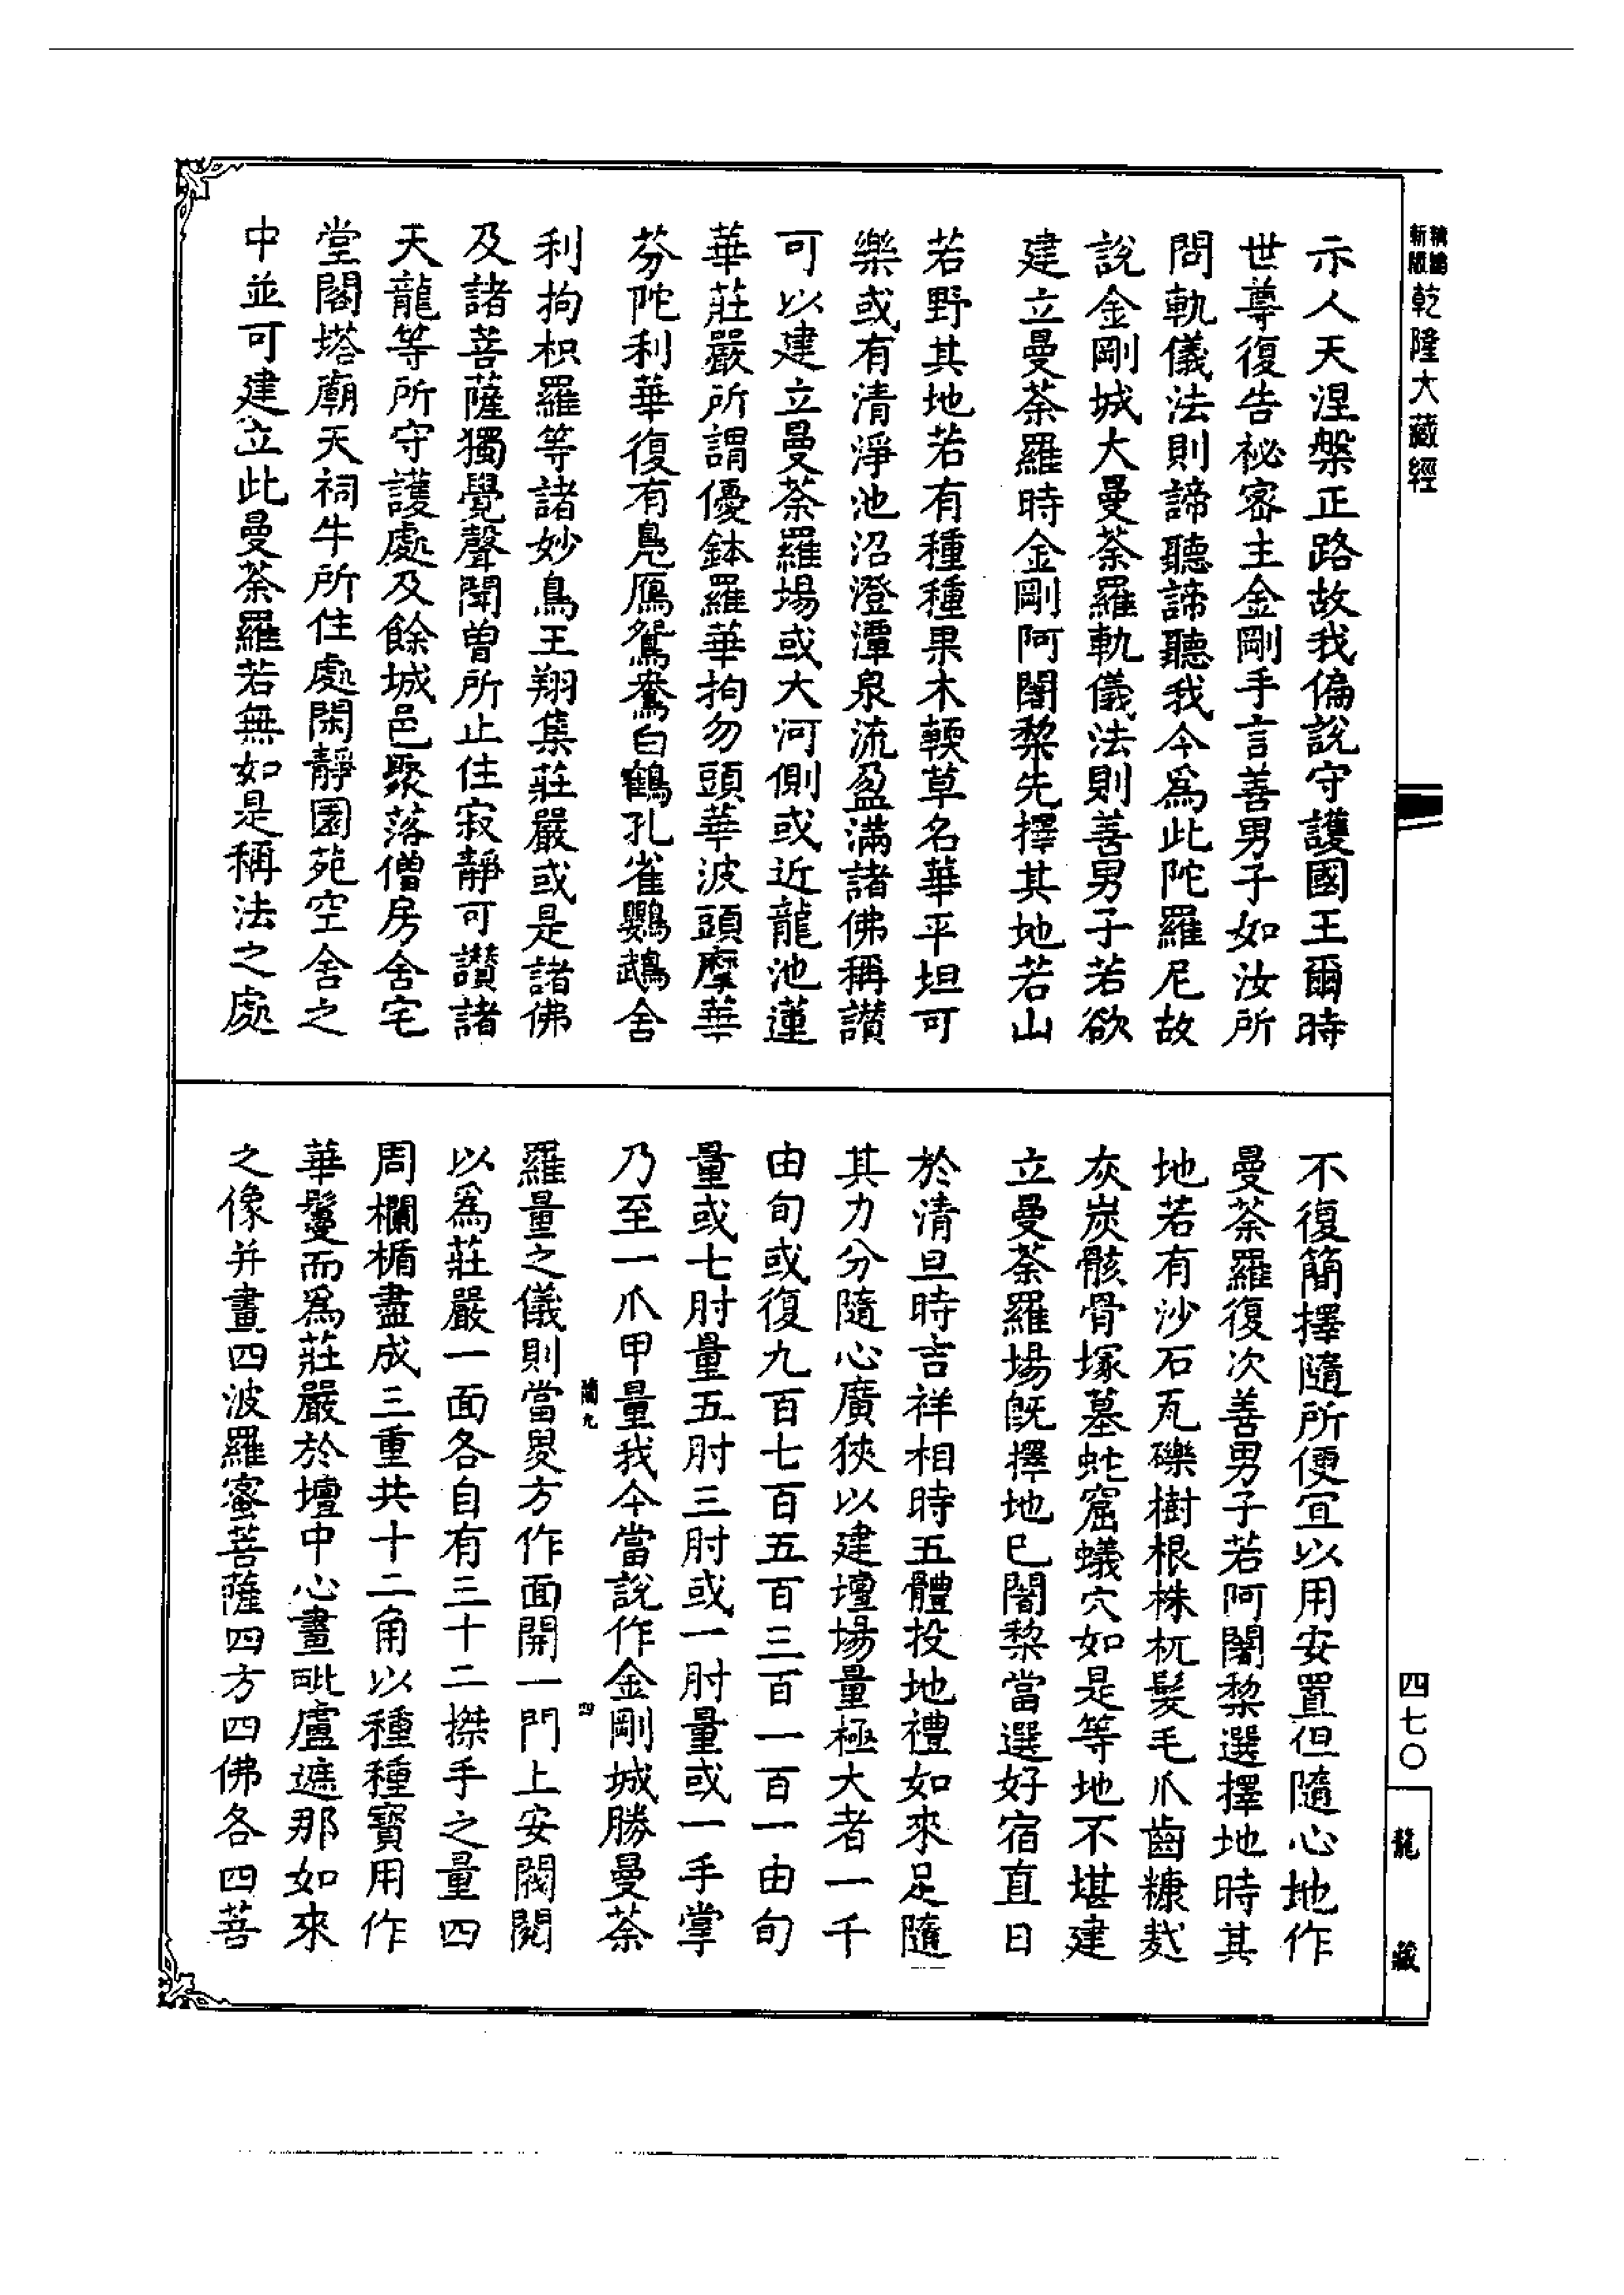 新版乾隆大藏經
示人天涅槃正路故我偏說守護國王爾時
世尊復告祕密主金剛手言善男子如汝所
問軌儀法則諦聽諦聽我今爲此陀羅尼故
說金剛城大曼荼羅軌儀法則善男子若欲
建立曼荼羅時金剛阿闍黎先擇其地若山
若野其地若有種種果木輭草名華平坦可
樂或有清淨池沼澄潭泉流盈滿諸佛稱讃
可以建立曼荼羅場或大河側或近龍池蓮
華莊嚴所謂優鉢羅華拘勿頭華波頭摩華
芬陀利華復有鳧鴈鴛鴦白鶴孔雀鸚鵡舍
利拘枳羅等諸妙鳥王翔集莊嚴或是諸佛
及諸菩薩獨覺聲聞曾所止住寂靜可讃諸
天龍等所守護處及餘城邑聚落僧房舍宅
堂閣塔廟天祠牛所住處閑靜園苑空舍之
中並可建立此曼荼羅若無如是稱法之處
不復簡擇隨所便宜以用安置但隨心地作
曼荼羅復次善男子若阿闍黎選擇地時其
地若有沙石瓦礫樹根株杌髮毛爪齒糠麩
灰炭骸骨塚墓蛇窟蟻穴如是等地不堪建
立曼荼羅場旣擇地已闍黎當選好宿直日
於清旦時吉祥相時五體投地禮如來足隨
其力分隨心廣狹以建壇場量極大者一千
由旬或復九百七百五百三百一百一由旬
量或七肘量五肘三肘或一肘量或一手掌
乃至一爪甲量我今當說作金剛城勝曼荼
羅量之儀則當畟方作面開一門上安閥閱
以爲莊嚴一面各自有三十二搩手之量四
周欄楯盡成三重共十二角以種種寶用作
華鬘而爲莊嚴於壇中心畫毗盧遮那如來
之像并畫四波羅蜜菩薩四方四佛各四菩
四
四七〇
龍藏